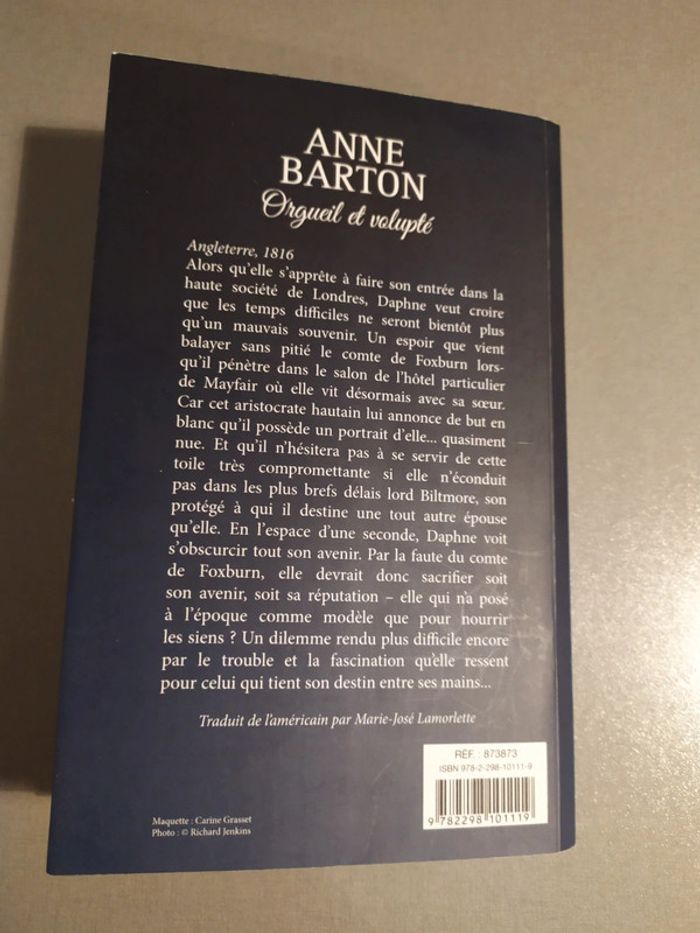 ANNE
BARTON
Orgueil et volupté
Angleterre, 1816
Alors qu'elle s'apprête à faire son entrée dans la
haute société de Londres, Daphne veut croire
que les temps difficiles ne seront bientôt plus
qu'un mauvais souvenir. Un espoir que vient
balayer sans pitié le comte de Foxburn lors-
qu'il pénètre dans le salon de l'hôtel particulier
de Mayfair où elle vit désormais avec sa sœur.
Car cet aristocrate hautain lui annonce de but en
blanc qu'il possède un portrait d'elle... quasiment
nue. Et qu'il n'hésitera pas à se servir de cette
toile très compromettante si elle n'éconduit
pas dans les plus brefs délais lord Biltmore, son
protégé à qui il destine une tout autre épouse
qu'elle. En l'espace d'une seconde, Daphne voit
s'obscurcir tout son avenir. Par la faute du comte
de Foxburn, elle devrait donc sacrifier soit
son avenir, soit sa réputation – elle qui n'a posé
à l'époque comme modèle que pour nourrir
les siens ? Un dilemme rendu plus difficile encore
par le trouble et la fascination qu'elle ressent
pour celui qui tient son destin entre ses mains...
Traduit de l'américain par Marie-José Lamorlette
RÉF. : 873873
ISBN 978-2-298-10111-9
9 782298 101119
Maquette : Carine Grasset
Photo : © Richard Jenkins